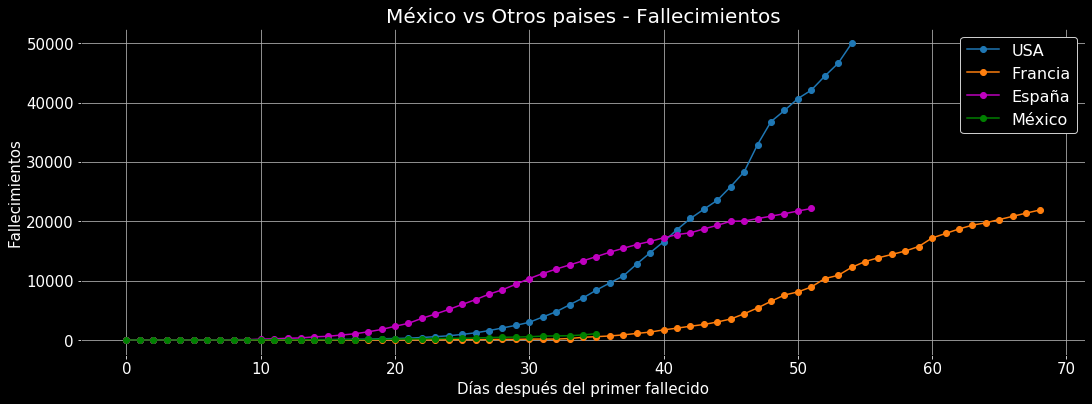 México vs Otros paises - Fallecimientos
USA
Francia
España
México
Fallecimientos
50000
40000
30000
20000
10000
0
0 10 20 30 40 50 60 70
Días después del primer fallecido